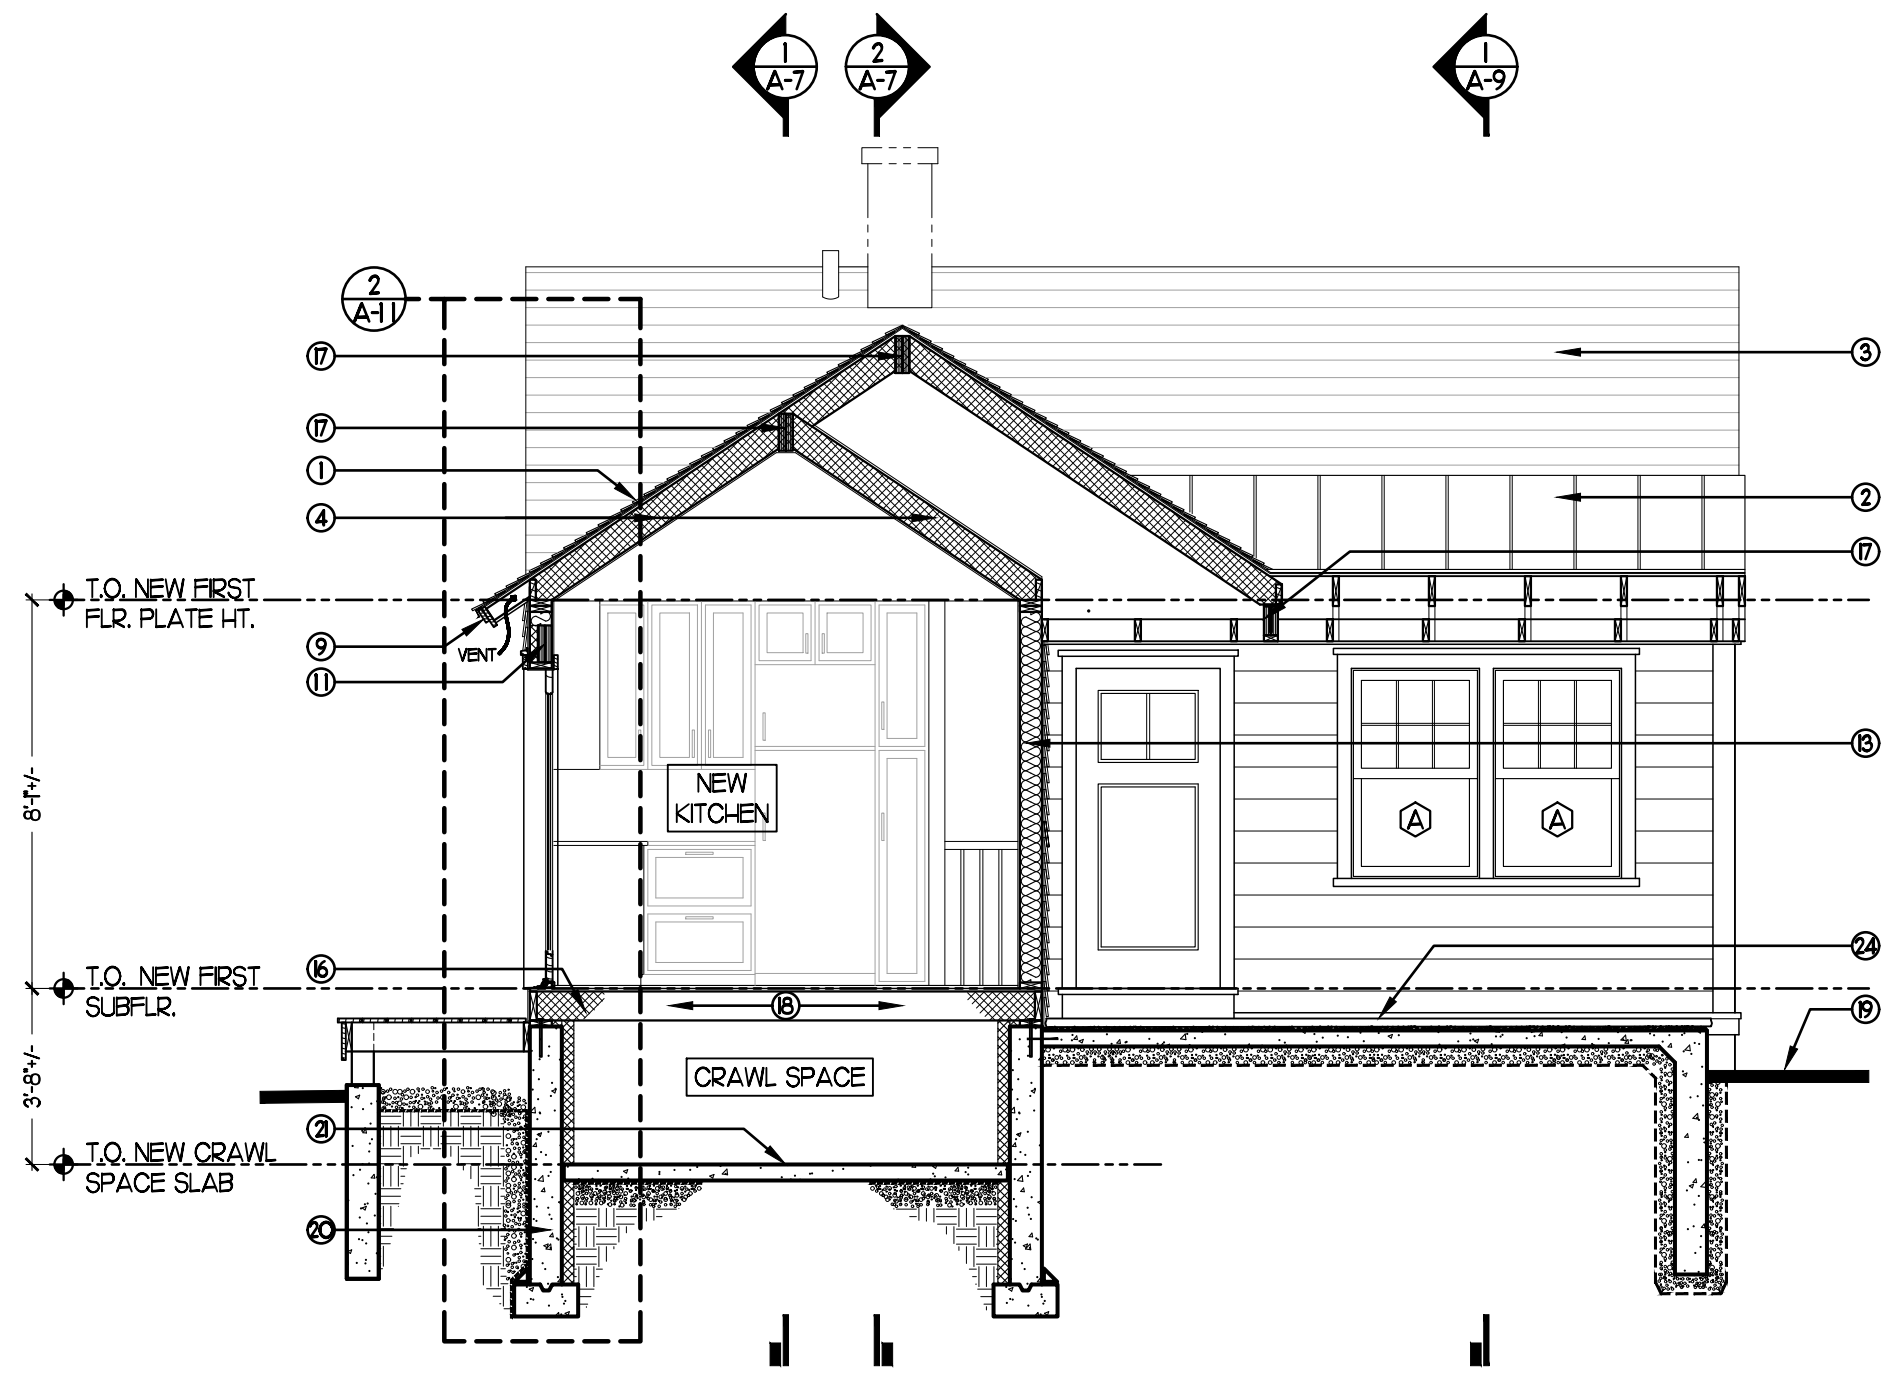 1
A-7
2
A-7
1
A-9
2
A-11
17
3
17
1
2
4
17
T.O. NEW FIRST
FLR. PLATE HT.
9
VENT
11
13
NEW
KITCHEN
8'-1"+/-
A
A
24
16
T.O. NEW FIRST
SUBFLR.
18
19
CRAWL SPACE
3'-8"+/-
21
T.O. NEW CRAWL
SPACE SLAB
20